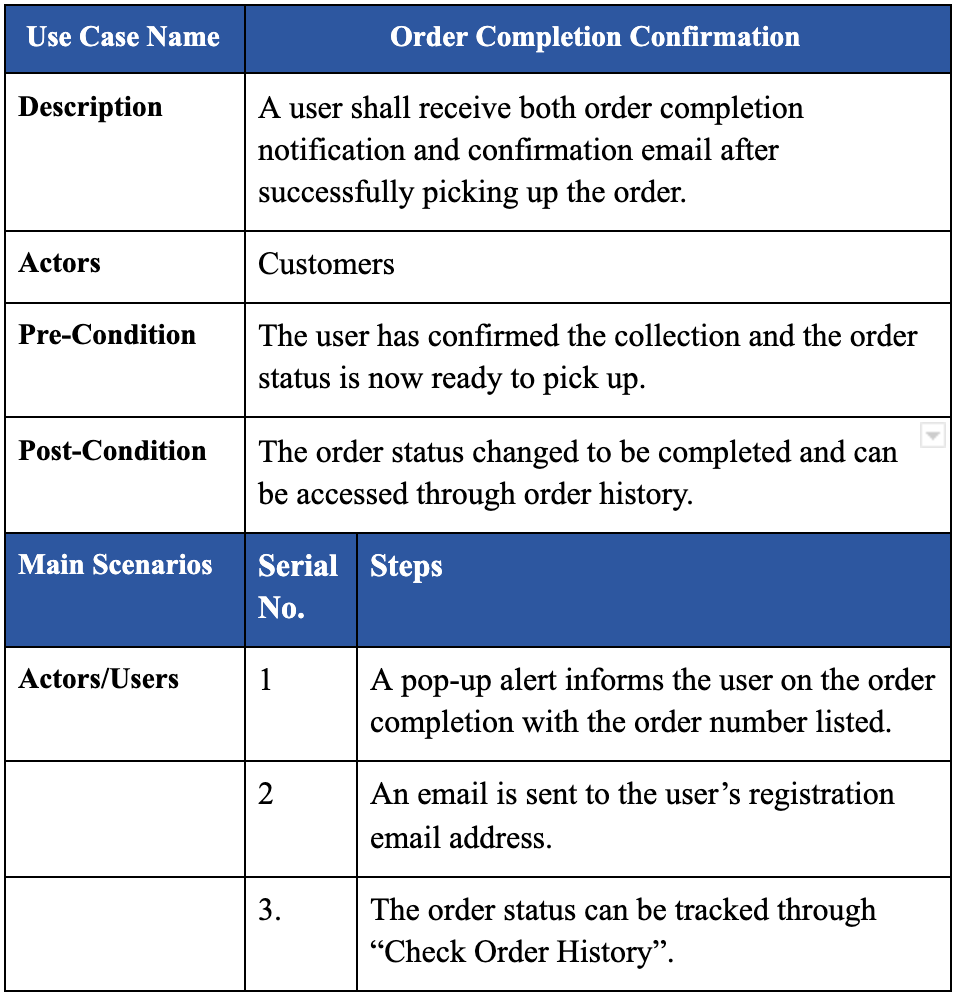 Use Case Name
Order Completion Confirmation
Description
A user shall receive both order completion
notification and confirmation email after
successfully picking up the order.
Actors
Customers
Pre-Condition
The user has confirmed the collection and the order
status is now ready to pick up.
Post-Condition
The order status changed to be completed and can
be accessed through order history.
Main Scenarios
Serial
No.
Steps
Actors/Users
1
A pop-up alert informs the user on the order
completion with the order number listed.
2
An email is sent to the user’s registration
email address.
3.
The order status can be tracked through
“Check Order History”.